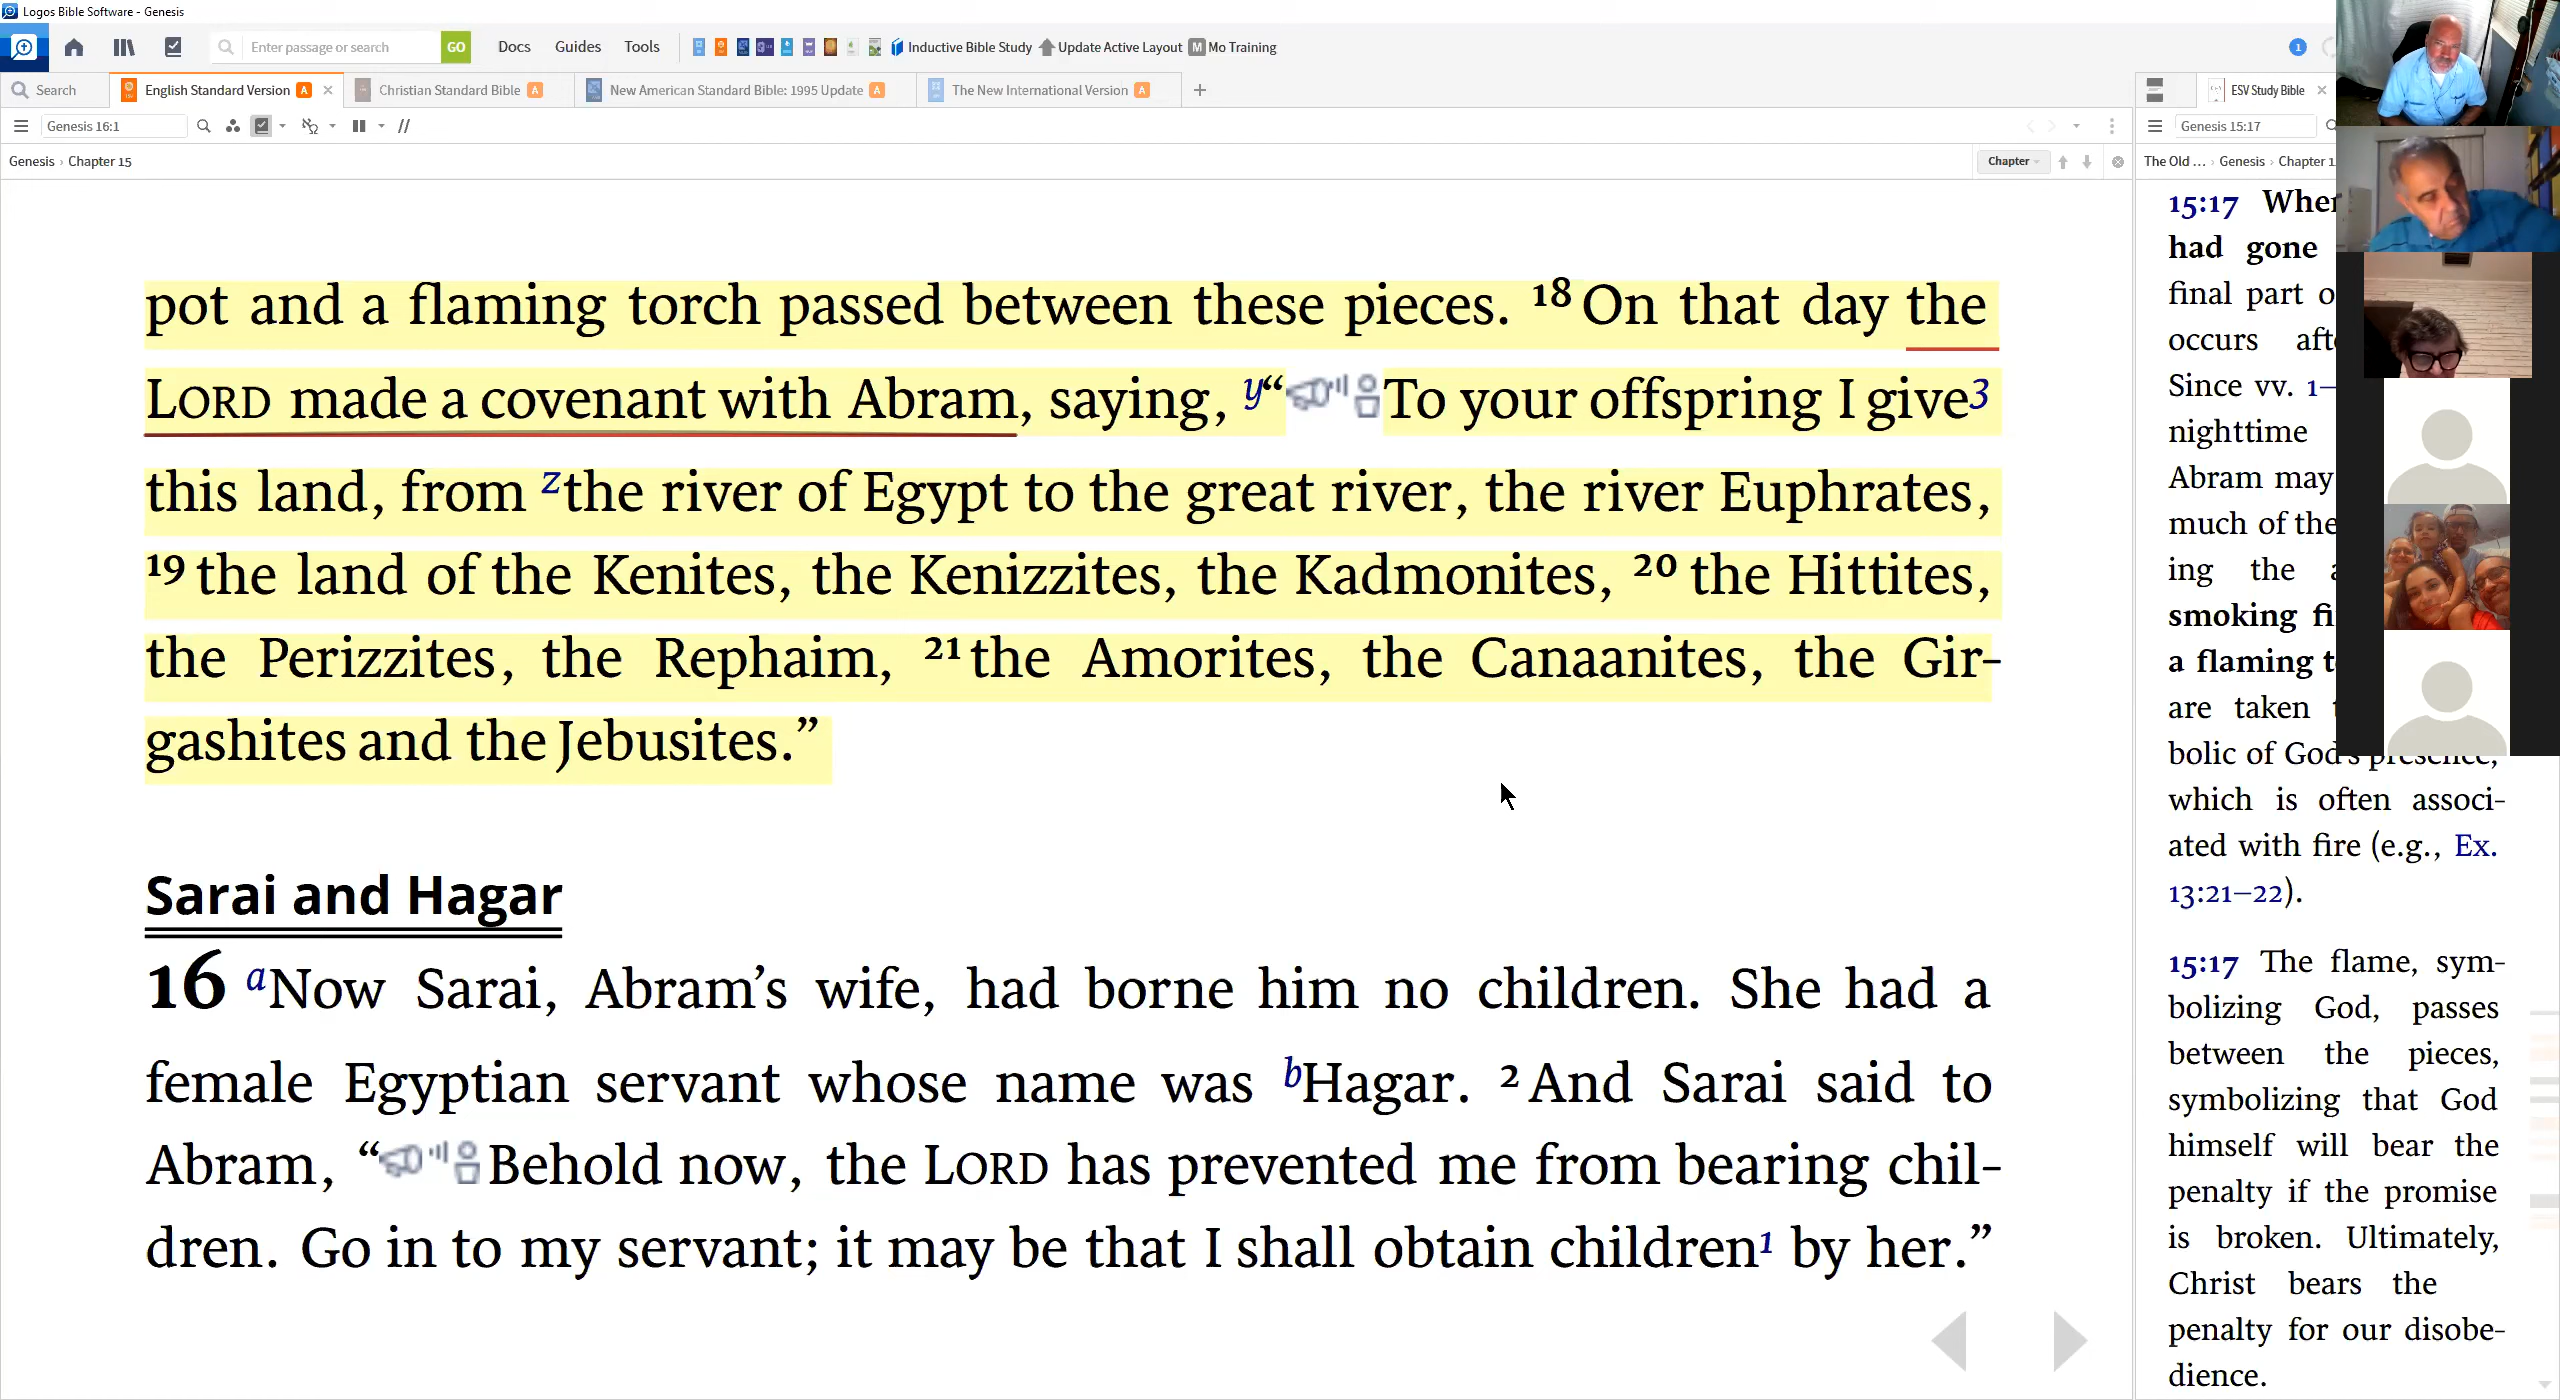 Logos Bible Software - Genesis
Enter passage or search GO Docs Guides Tools Inductive Bible Study Update Active Layout M Mo Training 1
Search English Standard Version A Christian Standard Bible A New American Standard Bible: 1995 Update A The New International Version A ESV Study Bible
Genesis 16:1 Genesis 15:17
Genesis › Chapter 15 Chapter The Old ... › Genesis › Chapter 1
pot and a flaming torch passed between these pieces. 18 On that day the
LORD made a covenant with Abram, saying, y“To your offspring I give3
this land, from zthe river of Egypt to the great river, the river Euphrates,
19 the land of the Kenites, the Kenizzites, the Kadmonites, 20 the Hittites,
the Perizzites, the Rephaim, 21 the Amorites, the Canaanites, the Gir-
gashites and the Jebusites.”
Sarai and Hagar
16 aNow Sarai, Abram’s wife, had borne him no children. She had a
female Egyptian servant whose name was bHagar. 2 And Sarai said to
Abram, “Behold now, the LORD has prevented me from bearing chil-
dren. Go in to my servant; it may be that I shall obtain children1 by her.”
15:17
had gone
final part
occurs
Since vv. 1–
nighttime
Abram may
much of the
ing the
smoking
a flaming
are taken
bolic of God’s presence,
which is often associ-
ated with fire (e.g., Ex.
13:21–22).
15:17 The flame, sym-
bolizing God, passes
between the pieces,
symbolizing that God
himself will bear the
penalty if the promise
is broken. Ultimately,
Christ bears the
penalty for our disobe-
dience.